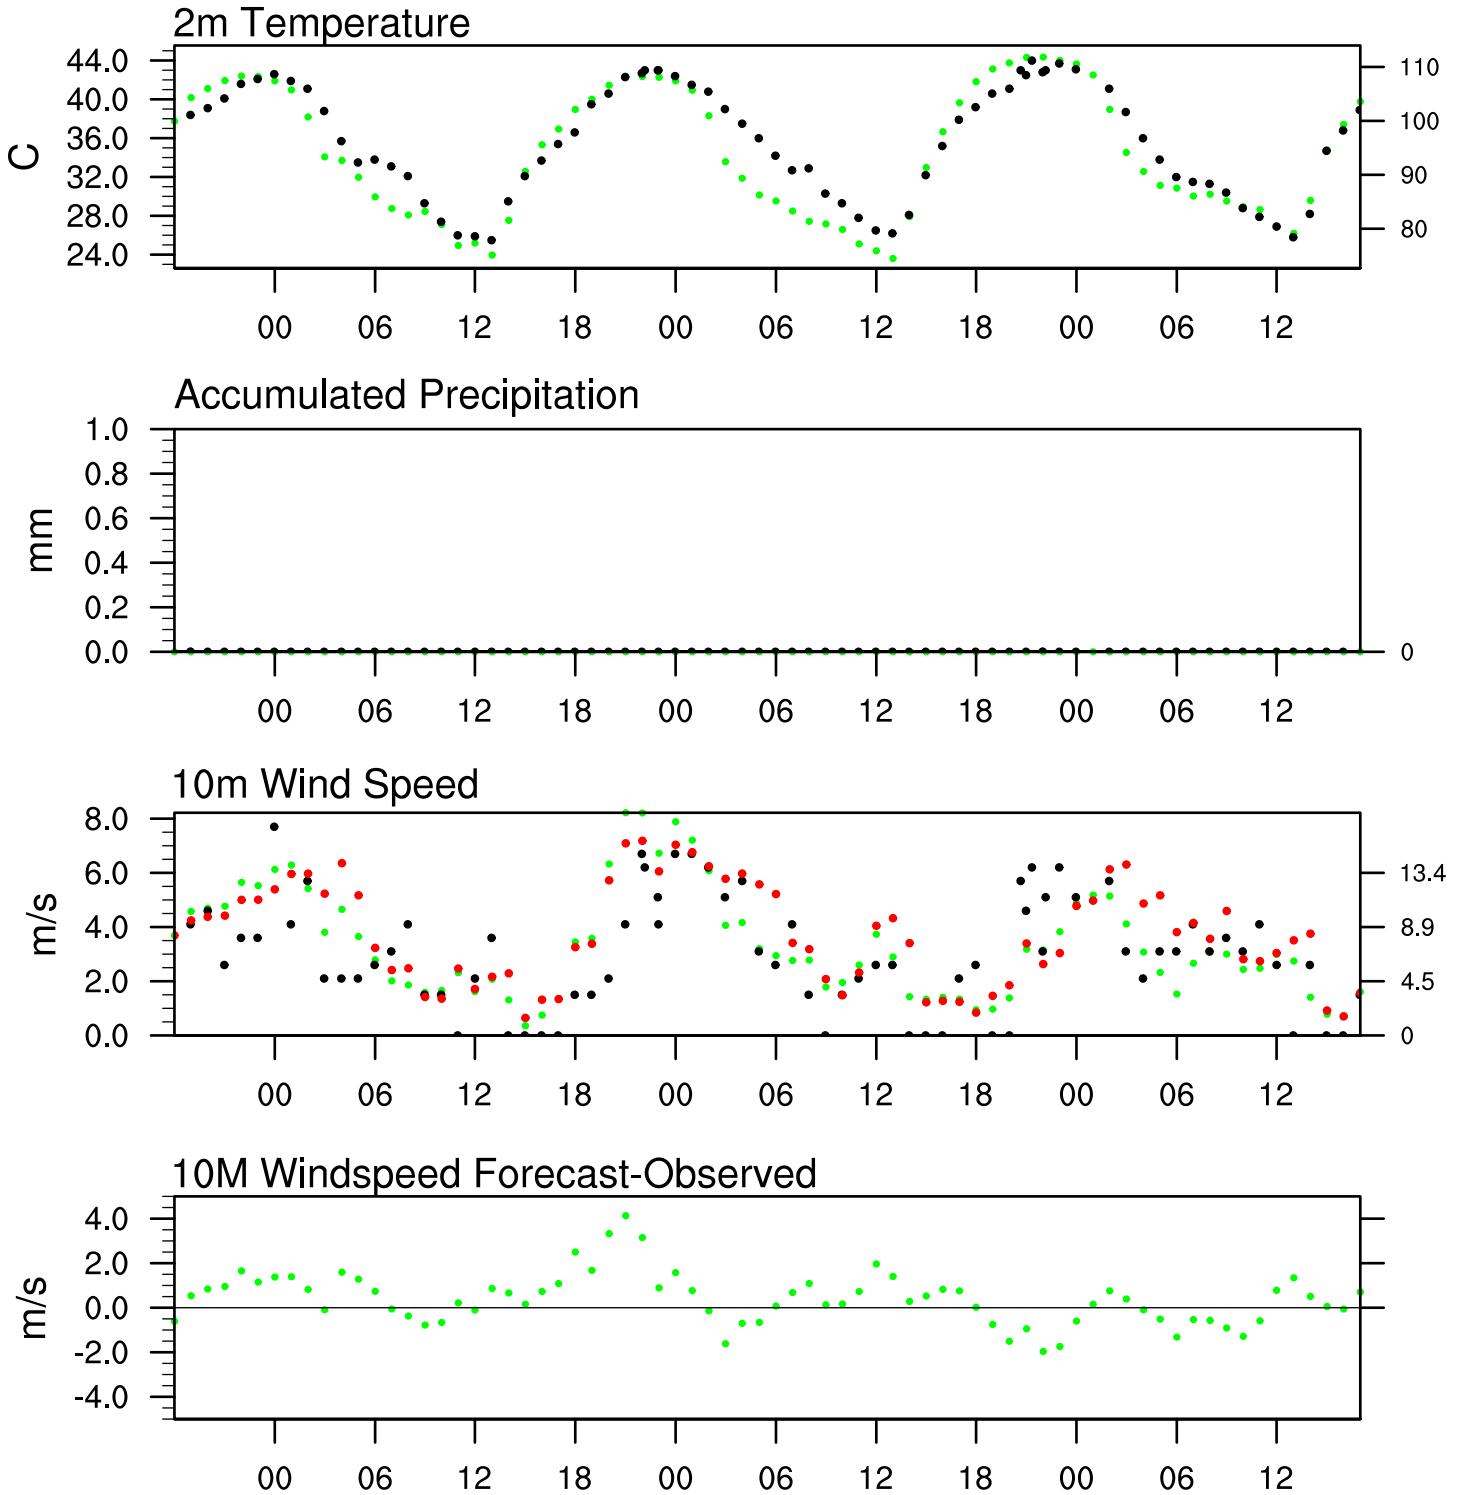 2m Temperature
44.0
40.0
36.0
32.0
28.0
24.0
C
110
100
90
80
00 06 12 18 00 06 12 18 00 06 12
Accumulated Precipitation
1.0
0.8
0.6
0.4
0.2
0.0
mm
0
00 06 12 18 00 06 12 18 00 06 12
10m Wind Speed
8.0
6.0
4.0
2.0
0.0
m/s
13.4
8.9
4.5
0
00 06 12 18 00 06 12 18 00 06 12
10M Windspeed Forecast-Observed
4.0
2.0
0.0
-2.0
-4.0
m/s
00 06 12 18 00 06 12 18 00 06 12